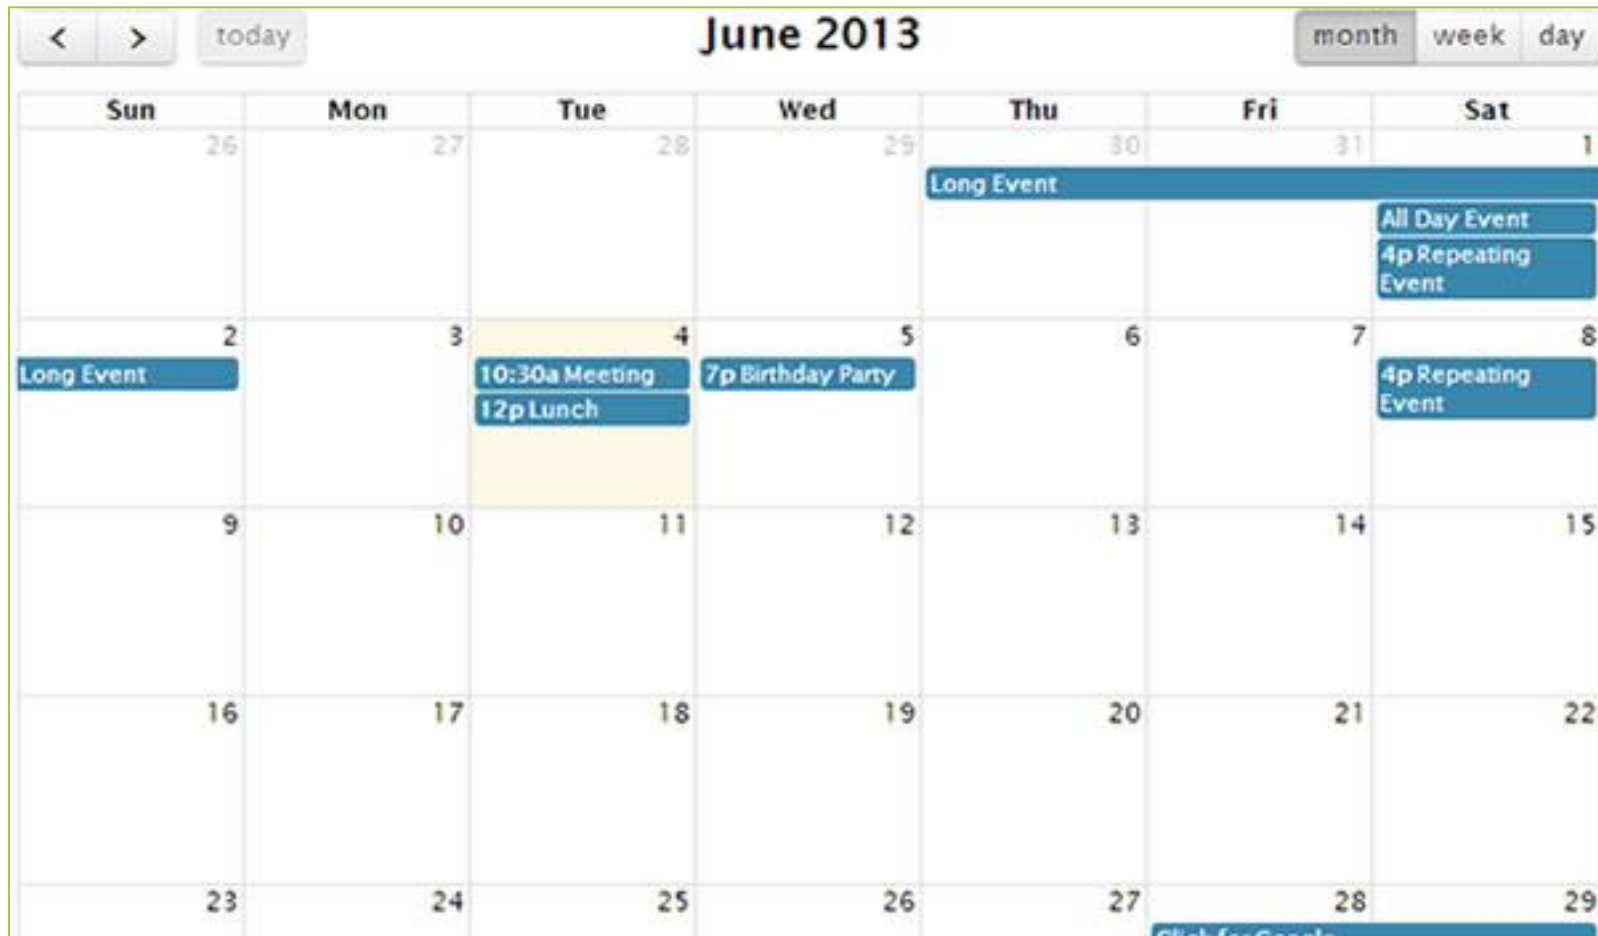 < > today June 2013 month week day
Sun Mon Tue Wed Thu Fri Sat
26 27 28 29 30 31 1
Long Event
All Day Event
4p Repeating
Event
2 3 4 5 6 7 8
Long Event 10:30a Meeting 7p Birthday Party 4p Repeating
Event
12p Lunch
9 10 11 12 13 14 15
16 17 18 19 20 21 22
23 24 25 26 27 28 29
Click for Google